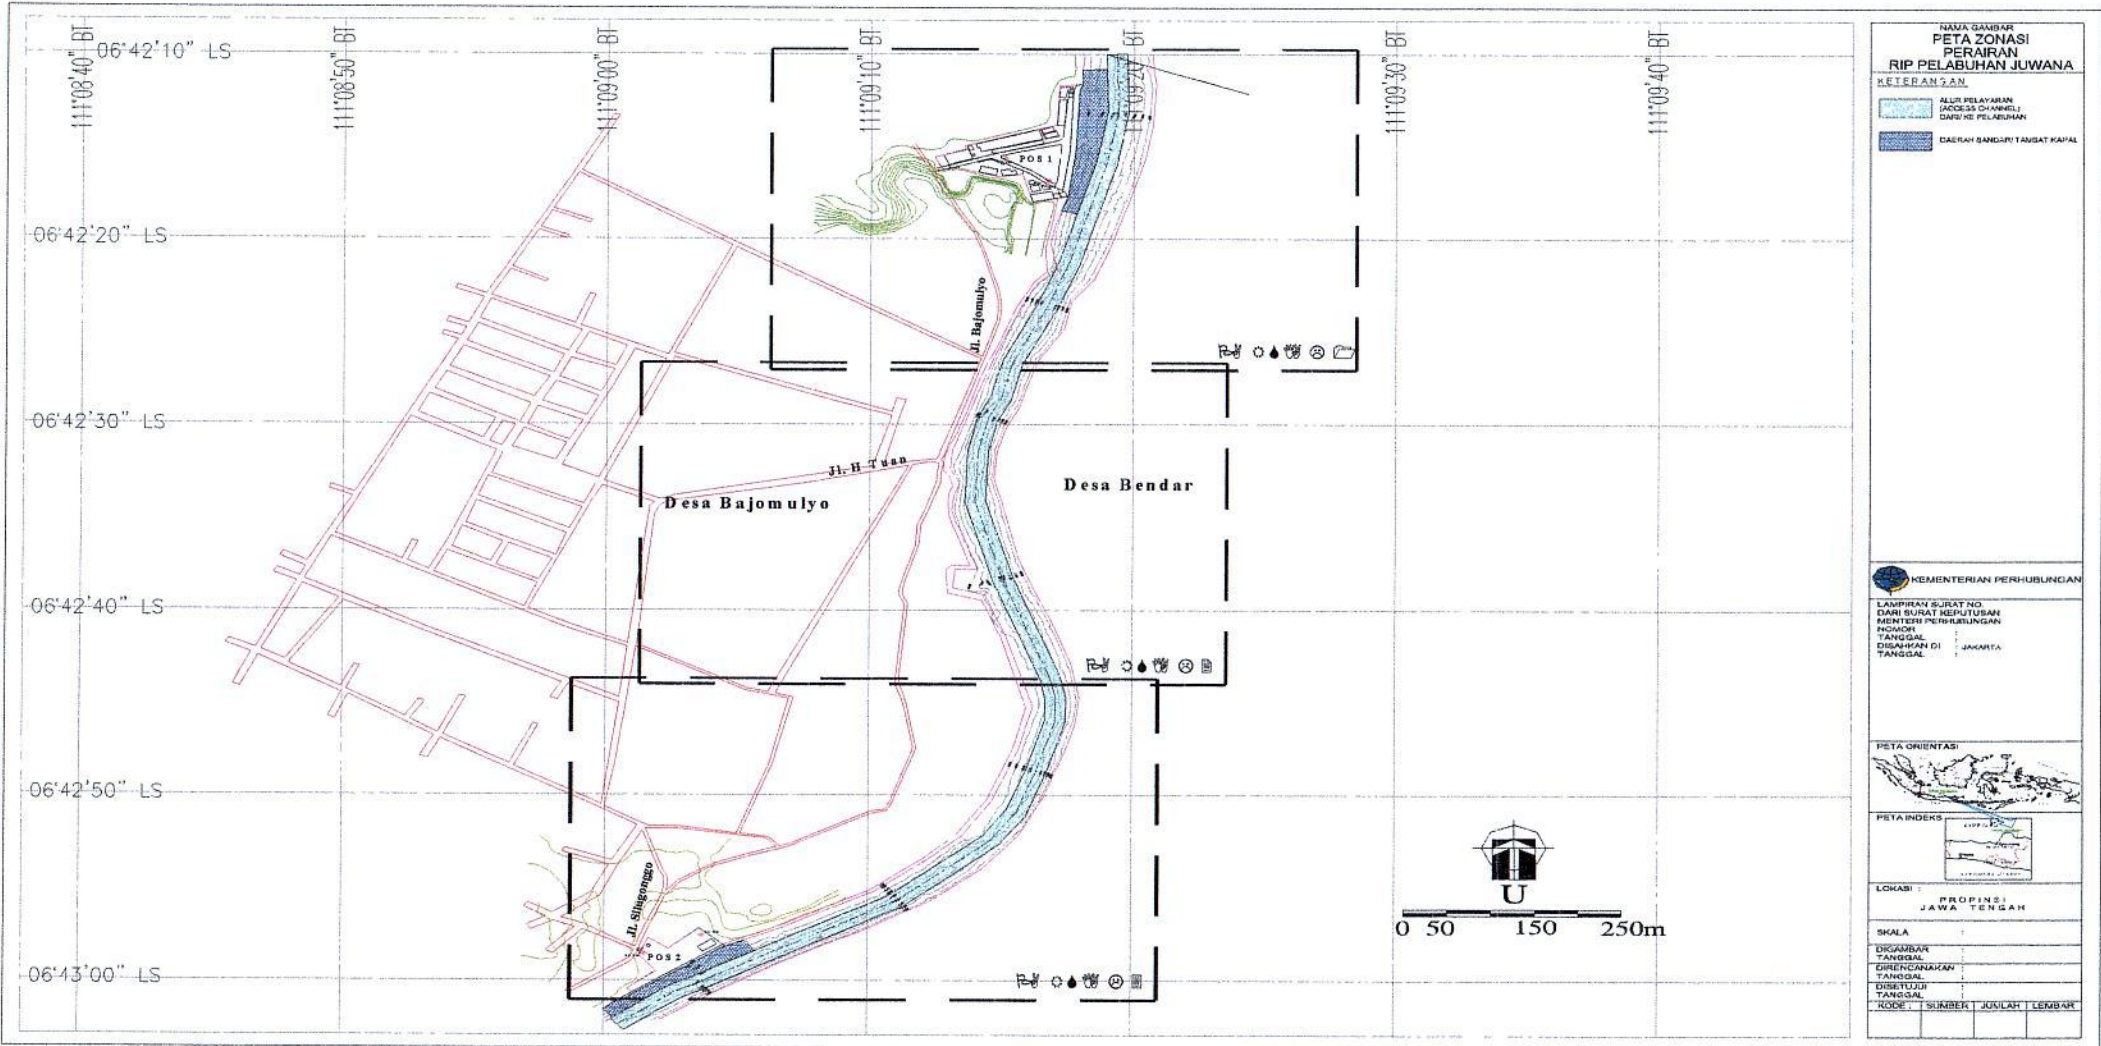 NAMA GAMBAR
PETA ZONASI
PERAIRAN
RIP PELABUHAN JUWANA
KETERANGAN
ALUR PELAYARAN
(ACCESS CHANNEL)
DARI/ KE PELABUHAN
DAERAH BANDAR/ TAMBAT KAPAL
111°08'40" BT
111°08'50" BT
111°09'00" BT
111°09'10" BT
111°09'20" BT
111°09'30" BT
111°09'40" BT
06°42'10" LS
06°42'20" LS
06°42'30" LS
06°42'40" LS
06°42'50" LS
06°43'00" LS
POS 1
Jl. Bajomulyo
Jl. H Tuan
Desa Bajomulyo
Desa Bendar
Jl. Silugonggo
POS 2
U
0 50 150 250m
KEMENTERIAN PERHUBUNGAN
LAMPIRAN SURAT NO.
DARI SURAT KEPUTUSAN
MENTERI PERHUBUNGAN
NOMOR :
TANGGAL :
DISAHKAN DI : JAKARTA
TANGGAL :
PETA ORIENTASI
PETA INDEKS
LOKASI :
PROPINSI
JAWA TENGAH
SKALA :
DIGAMBAR :
TANGGAL
DIRENCANAKAN :
TANGGAL
DISETUJUI :
TANGGAL
KODE : SUMBER JUMLAH LEMBAR